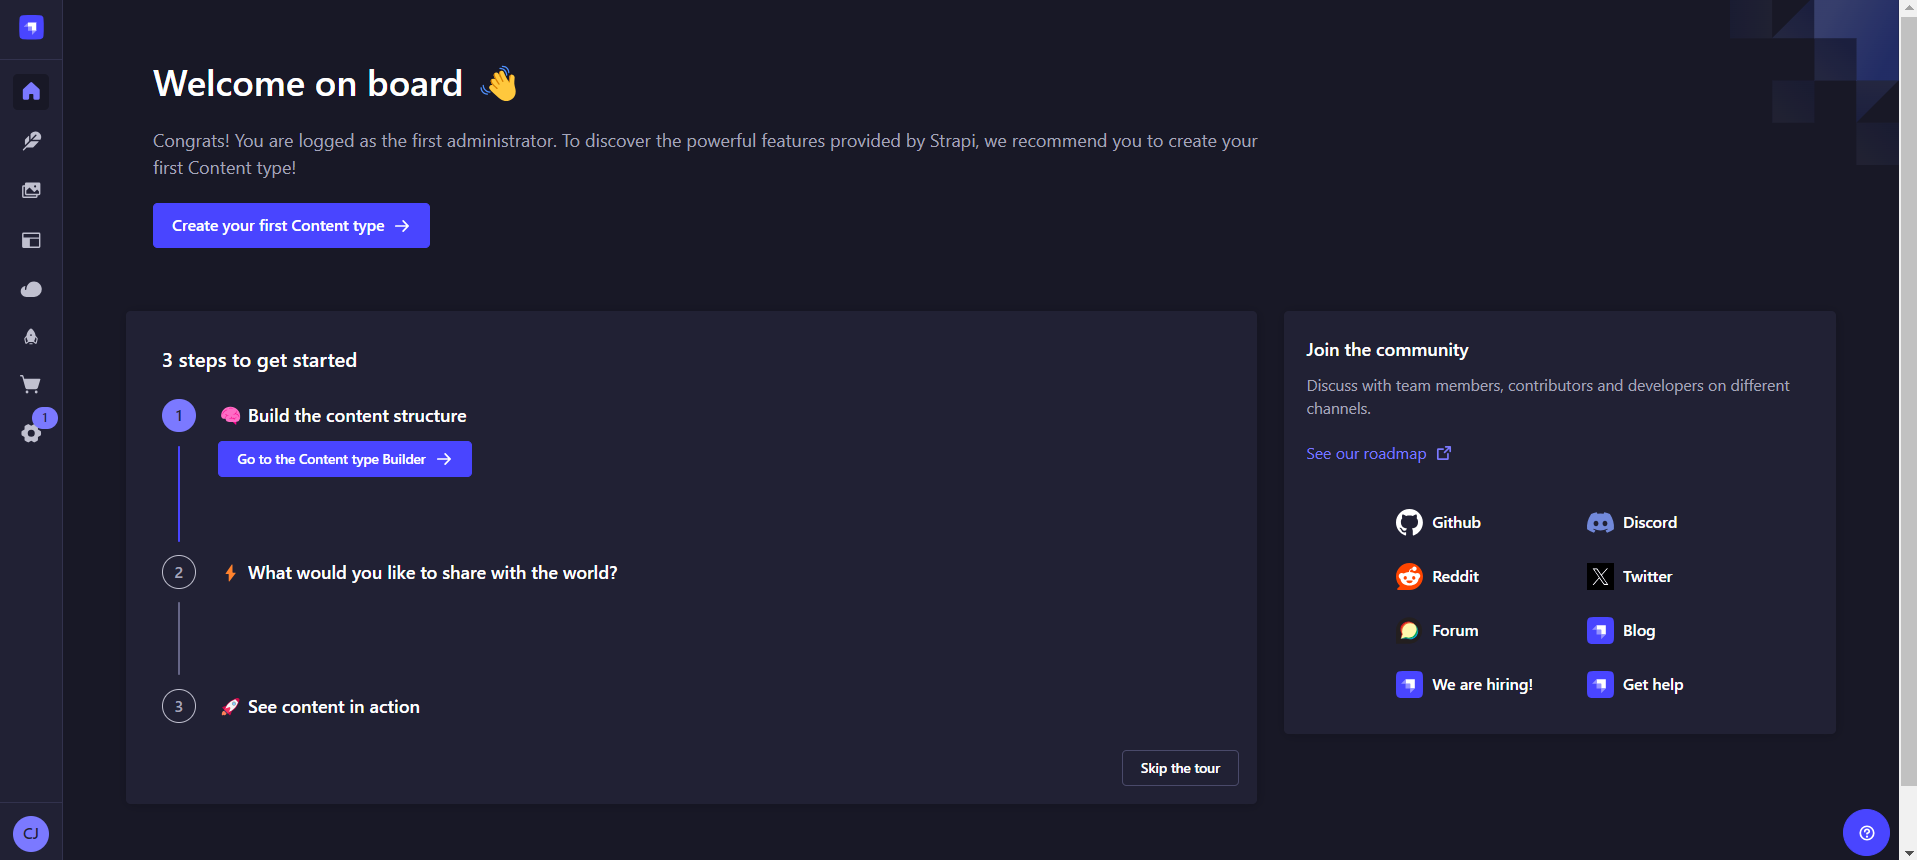 Welcome on board 👋
Congrats! You are logged as the first administrator. To discover the powerful features provided by Strapi, we recommend you to create your
first Content type!
Create your first Content type →
3 steps to get started
1
🧠 Build the content structure
Go to the Content type Builder →
2
⚡ What would you like to share with the world?
3
🚀 See content in action
Skip the tour
Join the community
Discuss with team members, contributors and developers on different
channels.
See our roadmap
Github
Discord
Reddit
Twitter
Forum
Blog
We are hiring!
Get help
1
CJ